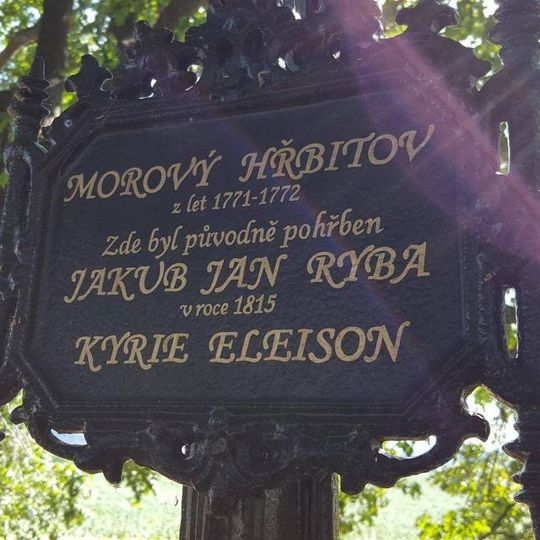 MOROVÝ HŘBITOV
z let 1771-1772
Zde byl původně pohřben
JAKUB JAN RYBA
v roce 1815
KYRIE ELEISON